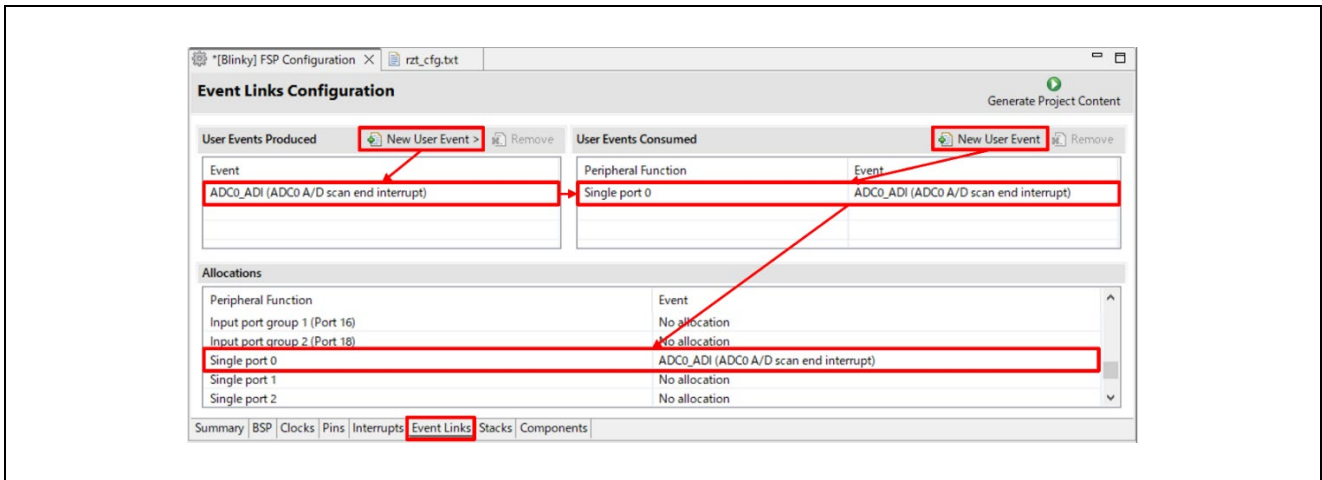 *[Blinky] FSP Configuration rzt_cfg.txt
Event Links Configuration
Generate Project Content
User Events Produced New User Event > Remove User Events Consumed New User Event Remove
Event Peripheral Function Event
ADC0_ADI (ADC0 A/D scan end interrupt) Single port 0 ADC0_ADI (ADC0 A/D scan end interrupt)
Allocations
Peripheral Function Event
Input port group 1 (Port 16) No allocation
Input port group 2 (Port 18) No allocation
Single port 0 ADC0_ADI (ADC0 A/D scan end interrupt)
Single port 1 No allocation
Single port 2 No allocation
Summary BSP Clocks Pins Interrupts Event Links Stacks Components